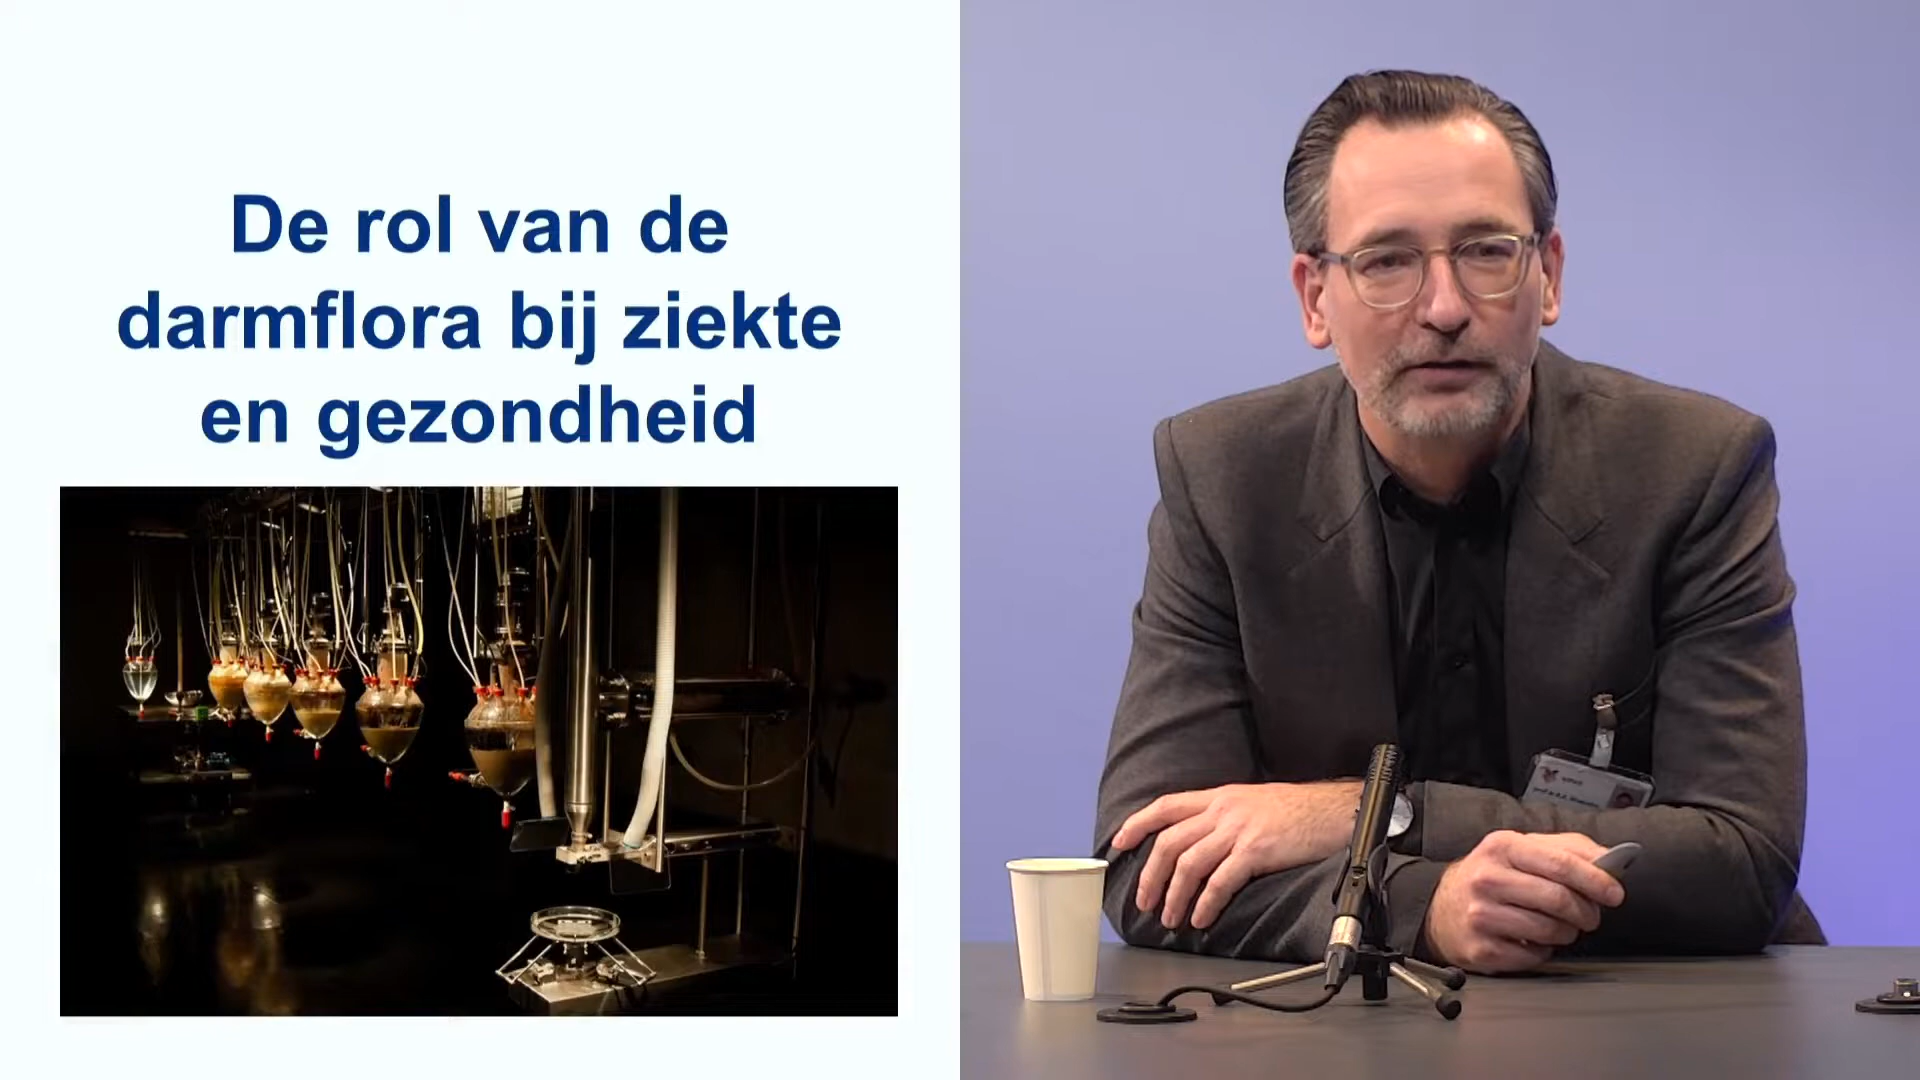 De rol van de
darmflora bij ziekte
en gezondheid